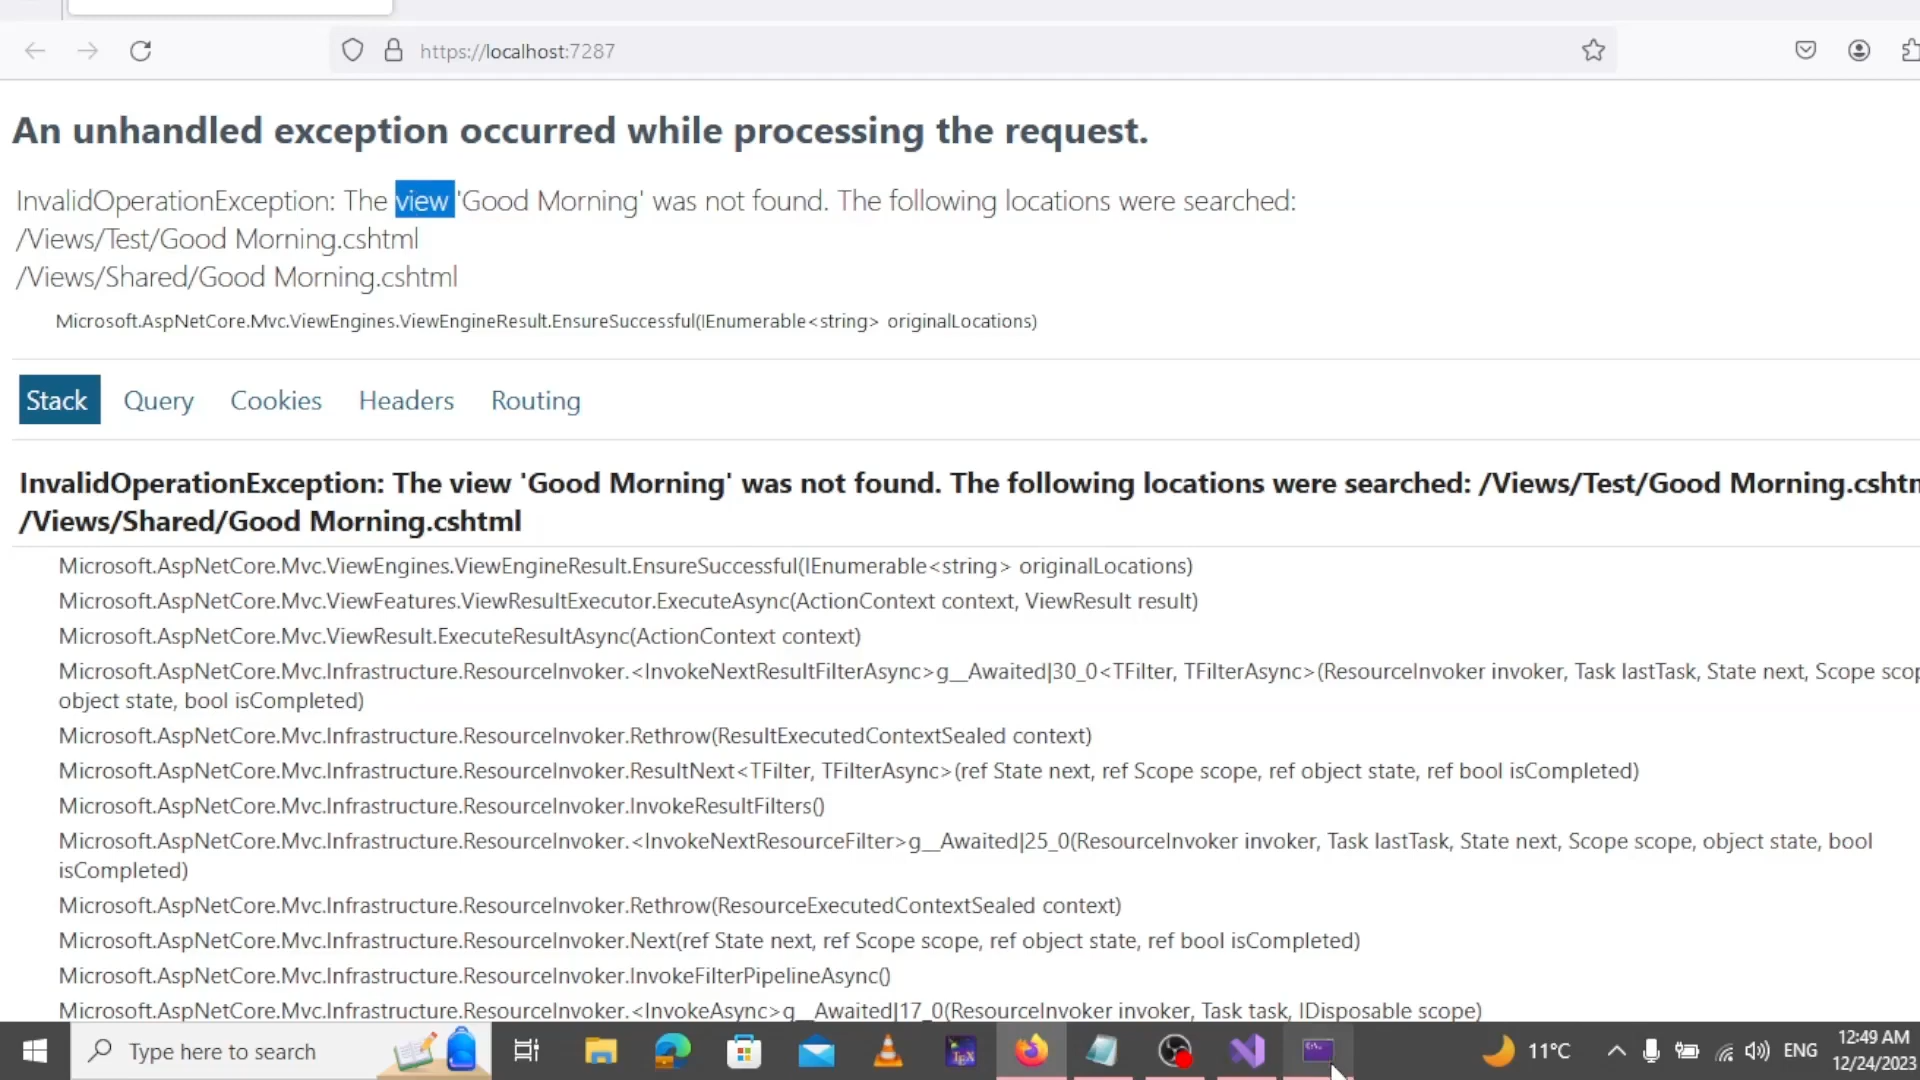 https://localhost:7287
An unhandled exception occurred while processing the request.
InvalidOperationException: The view 'Good Morning' was not found. The following locations were searched:
/Views/Test/Good Morning.cshtml
/Views/Shared/Good Morning.cshtml
Microsoft.AspNetCore.Mvc.ViewEngines.ViewEngineResult.EnsureSuccessful(IEnumerable<string> originalLocations)
Stack Query Cookies Headers Routing
InvalidOperationException: The view 'Good Morning' was not found. The following locations were searched: /Views/Test/Good Morning.cshtm
/Views/Shared/Good Morning.cshtml
Microsoft.AspNetCore.Mvc.ViewEngines.ViewEngineResult.EnsureSuccessful(IEnumerable<string> originalLocations)
Microsoft.AspNetCore.Mvc.ViewFeatures.ViewResultExecutor.ExecuteAsync(ActionContext context, ViewResult result)
Microsoft.AspNetCore.Mvc.ViewResult.ExecuteResultAsync(ActionContext context)
Microsoft.AspNetCore.Mvc.Infrastructure.ResourceInvoker.<InvokeNextResultFilterAsync>g__Awaited|30_0<TFilter, TFilterAsync>(ResourceInvoker invoker, Task lastTask, State next, Scope scop
object state, bool isCompleted)
Microsoft.AspNetCore.Mvc.Infrastructure.ResourceInvoker.Rethrow(ResultExecutedContextSealed context)
Microsoft.AspNetCore.Mvc.Infrastructure.ResourceInvoker.ResultNext<TFilter, TFilterAsync>(ref State next, ref Scope scope, ref object state, ref bool isCompleted)
Microsoft.AspNetCore.Mvc.Infrastructure.ResourceInvoker.InvokeResultFilters()
Microsoft.AspNetCore.Mvc.Infrastructure.ResourceInvoker.<InvokeNextResourceFilter>g__Awaited|25_0(ResourceInvoker invoker, Task lastTask, State next, Scope scope, object state, bool
isCompleted)
Microsoft.AspNetCore.Mvc.Infrastructure.ResourceInvoker.Rethrow(ResourceExecutedContextSealed context)
Microsoft.AspNetCore.Mvc.Infrastructure.ResourceInvoker.Next(ref State next, ref Scope scope, ref object state, ref bool isCompleted)
Microsoft.AspNetCore.Mvc.Infrastructure.ResourceInvoker.InvokeFilterPipelineAsync()
Microsoft.AspNetCore.Mvc.Infrastructure.ResourceInvoker.<InvokeAsync>g__Awaited|17_0(ResourceInvoker invoker, Task task, IDisposable scope)
Type here to search
TEX
11°C
ENG
12:49 AM
12/24/2023